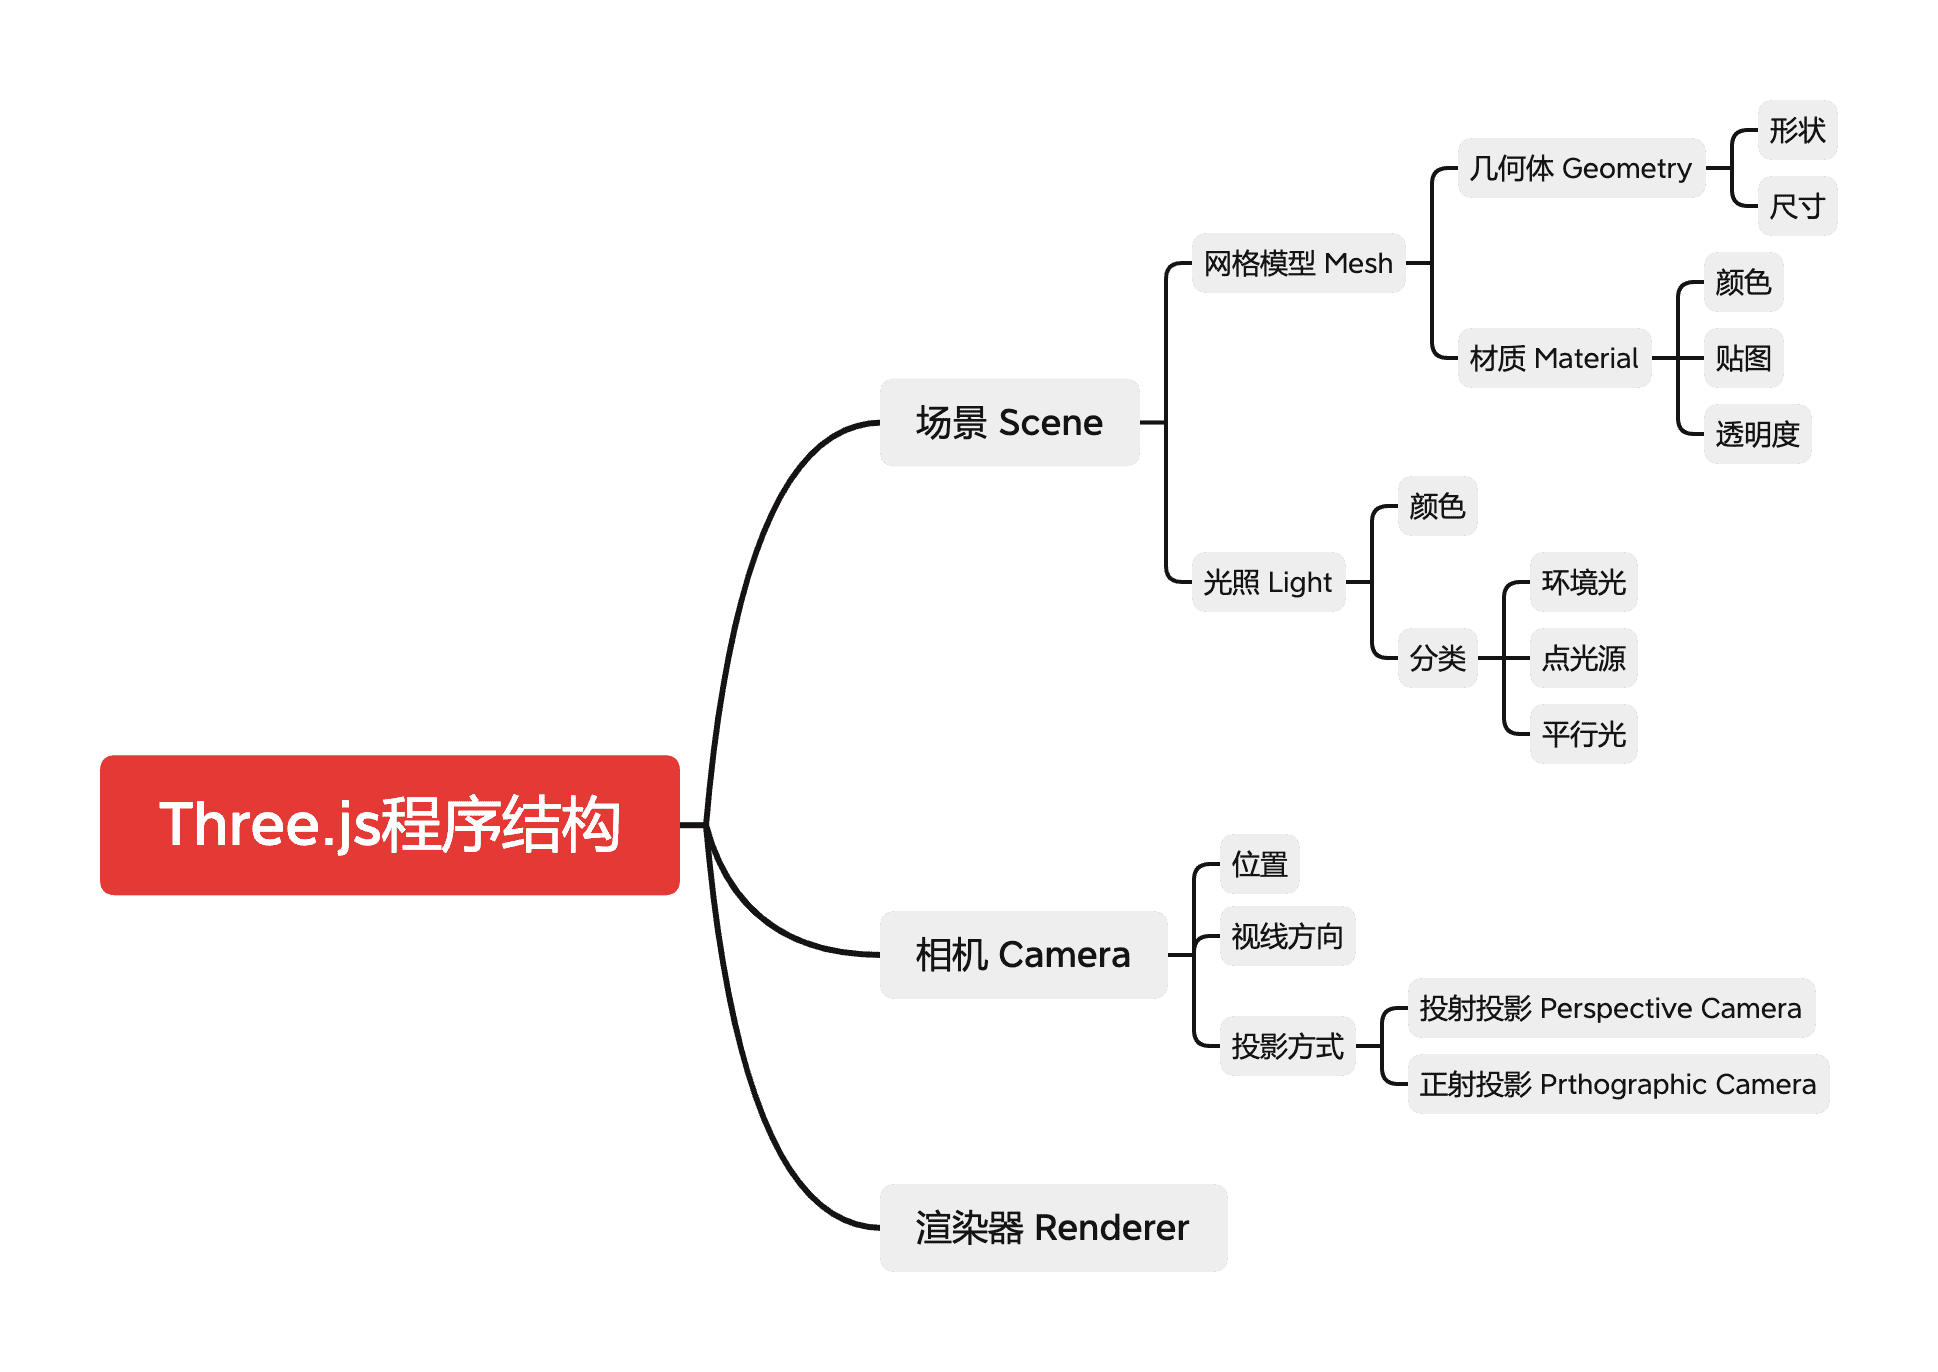 Three.js程序结构
场景 Scene
网格模型 Mesh
几何体 Geometry
形状
尺寸
材质 Material
颜色
贴图
透明度
光照 Light
颜色
分类
环境光
点光源
平行光
相机 Camera
位置
视线方向
投影方式
投射投影 Perspective Camera
正射投影 Prthographic Camera
渲染器 Renderer